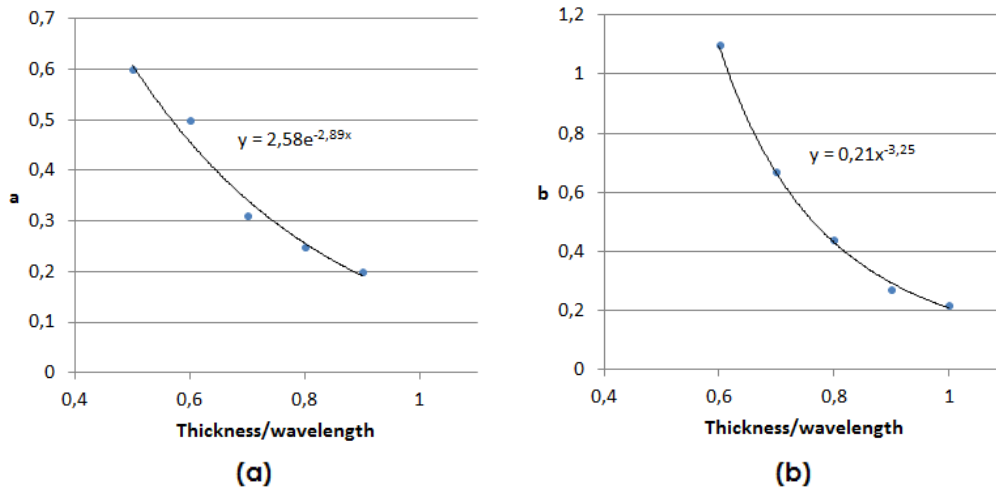 0,7
0,6
0,5
0,4
0,3
0,2
0,1
0
a
y = 2,58e^-2,89x
0,4 0,6 0,8 1
Thickness/wavelength
(a)
1,2
1
0,8
0,6
0,4
0,2
0
b
y = 0,21x^-3,25
0,4 0,6 0,8 1
Thickness/wavelength
(b)